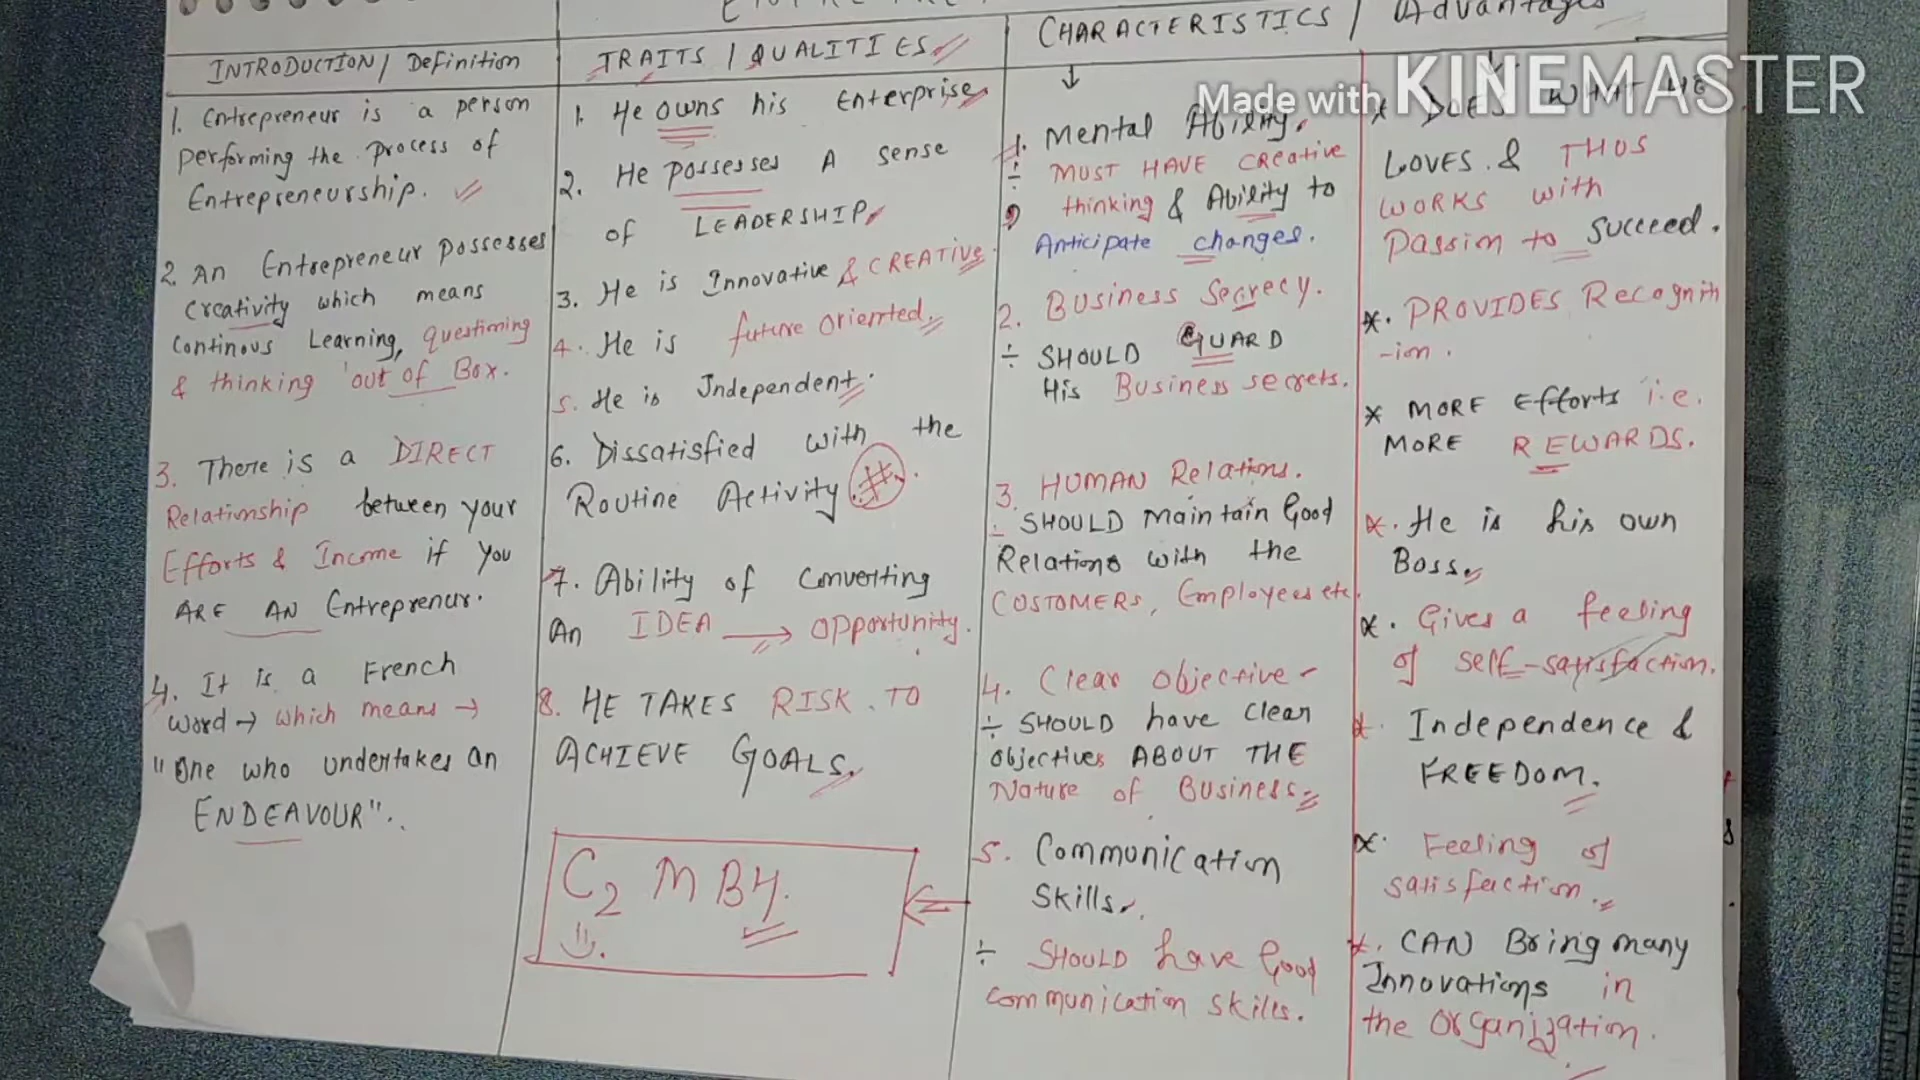 INTRODUCTION / Definition
1. Entrepreneur is a person
performing the process of
Entrepreneurship.
2. An Entrepreneur possesses
creativity which means
continous Learning, questioning
& thinking 'out of Box.
3. There is a DIRECT
Relationship between your
Efforts & Income if you
ARE AN Entrepreneur.
4. It is a French
word → which means →
"One who undertakes an
ENDEAVOUR".
TRAITS / QUALITIES
1. He owns his Enterprise
2. He possesses A sense
of LEADERSHIP
3. He is Innovative & CREATIVE
4. He is future oriented.
5. He is Independent.
6. Dissatisfied with the
Routine Activity #.
7. Ability of Converting
An IDEA → opportunity.
8. HE TAKES RISK TO
ACHIEVE GOALS
C2 MBY.
CHARACTERISTICS / Advantages
1. Mental Ability.
÷ MUST HAVE CReative
thinking & Ability to
Anticipate changes.
2. Business Secrecy.
÷ SHOULD GUARD
His Business secrets.
3. HUMAN Relations.
÷ SHOULD maintain Good
Relations with the
COSTOMERS, Employees etc
4. Clear objective -
÷ SHOULD have clear
objectives ABOUT THE
Nature of Business
5. Communication
Skills.
÷ SHOULD have Good
communication skills.
Made with KINEMASTER
* DOES WHAT HE
LOVES & THUS
WORKS with
Passion to succeed.
* PROVIDES Recognit
-ion.
* MORE Efforts i.e.
MORE REWARDS.
* He is his own
Boss
* Gives a feeling
of self-satisfaction.
* Independence &
FREEDOM.
* Feeling of
satisfaction.
* CAN Bring many
Innovations in
the Organization.